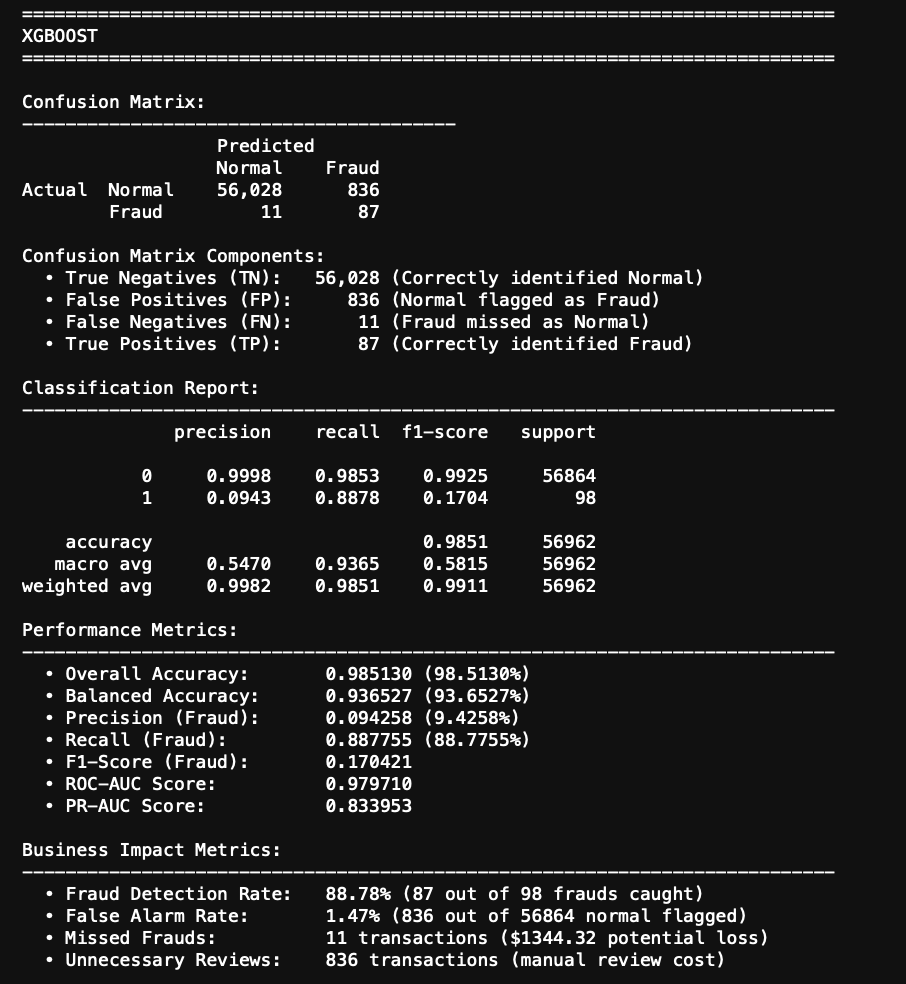 ===========================================================================
XGBOOST
===========================================================================
Confusion Matrix:
----------------------------------------
Predicted
Normal    Fraud
Actual  Normal    56,028      836
Fraud         11       87
Confusion Matrix Components:
• True Negatives (TN):   56,028 (Correctly identified Normal)
• False Positives (FP):     836 (Normal flagged as Fraud)
• False Negatives (FN):      11 (Fraud missed as Normal)
• True Positives (TP):       87 (Correctly identified Fraud)
Classification Report:
---------------------------------------------------------------------------
precision    recall  f1-score   support
0     0.9998    0.9853    0.9925     56864
1     0.0943    0.8878    0.1704        98
accuracy                         0.9851     56962
macro avg     0.5470    0.9365    0.5815     56962
weighted avg     0.9982    0.9851    0.9911     56962
Performance Metrics:
---------------------------------------------------------------------------
• Overall Accuracy:       0.985130 (98.5130%)
• Balanced Accuracy:      0.936527 (93.6527%)
• Precision (Fraud):      0.094258 (9.4258%)
• Recall (Fraud):         0.887755 (88.7755%)
• F1-Score (Fraud):       0.170421
• ROC-AUC Score:          0.979710
• PR-AUC Score:           0.833953
Business Impact Metrics:
---------------------------------------------------------------------------
• Fraud Detection Rate:   88.78% (87 out of 98 frauds caught)
• False Alarm Rate:       1.47% (836 out of 56864 normal flagged)
• Missed Frauds:          11 transactions ($1344.32 potential loss)
• Unnecessary Reviews:    836 transactions (manual review cost)